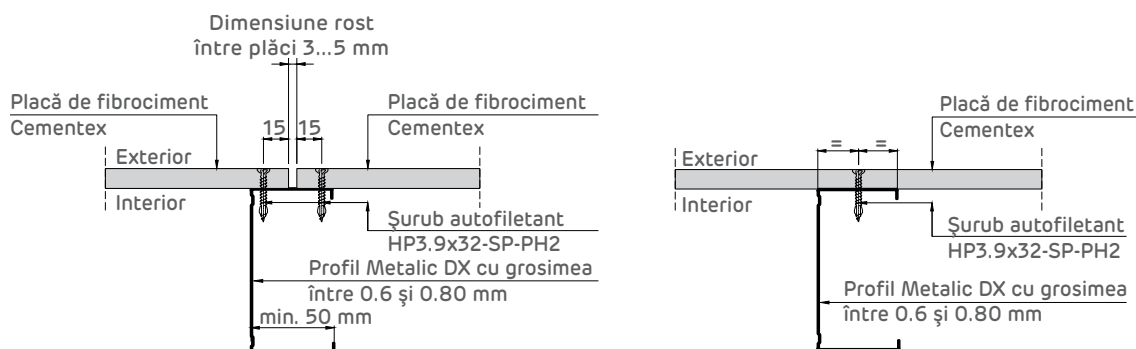 Dimensiune rost
între plăci 3...5 mm
Placă de fibrociment
Cementex
Placă de fibrociment
Cementex
15 15
Exterior
Interior
Şurub autofiletant
HP3.9x32-SP-PH2
Profil Metalic DX cu grosimea
între 0.6 şi 0.80 mm
min. 50 mm
Placă de fibrociment
Cementex
= =
Exterior
Interior
Şurub autofiletant
HP3.9x32-SP-PH2
Profil Metalic DX cu grosimea
între 0.6 şi 0.80 mm